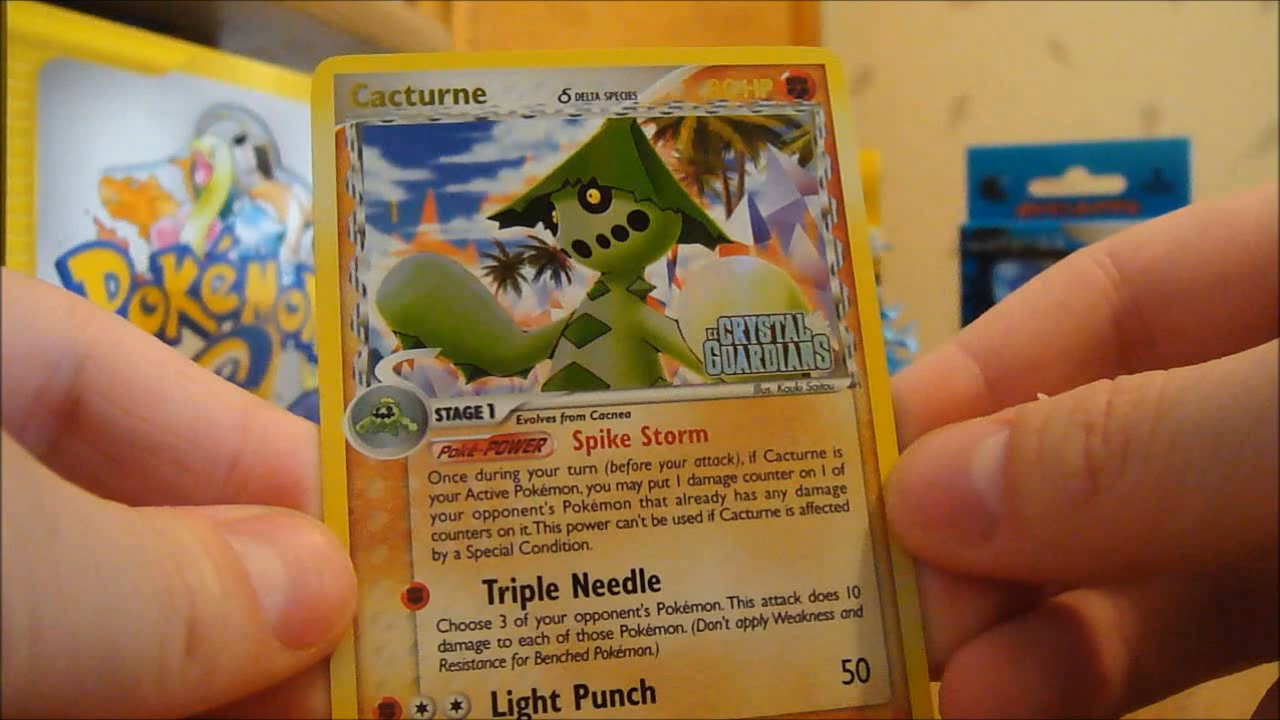 Cacturne δ DELTA SPECIES HP
POKéMON
EX CRYSTAL
GUARDIANS
Illus. Kouki Saitou
STAGE 1 Evolves from Cacnea
Poké-POWER Spike Storm
Once during your turn (before your attack), if Cacturne is
your Active Pokémon, you may put 1 damage counter on 1 of
your opponent's Pokémon that already has any damage
counters on it. This power can't be used if Cacturne is affected
by a Special Condition.
Triple Needle
Choose 3 of your opponent's Pokémon. This attack does 10
damage to each of those Pokémon. (Don't apply Weakness and
Resistance for Benched Pokémon.)
Light Punch 50